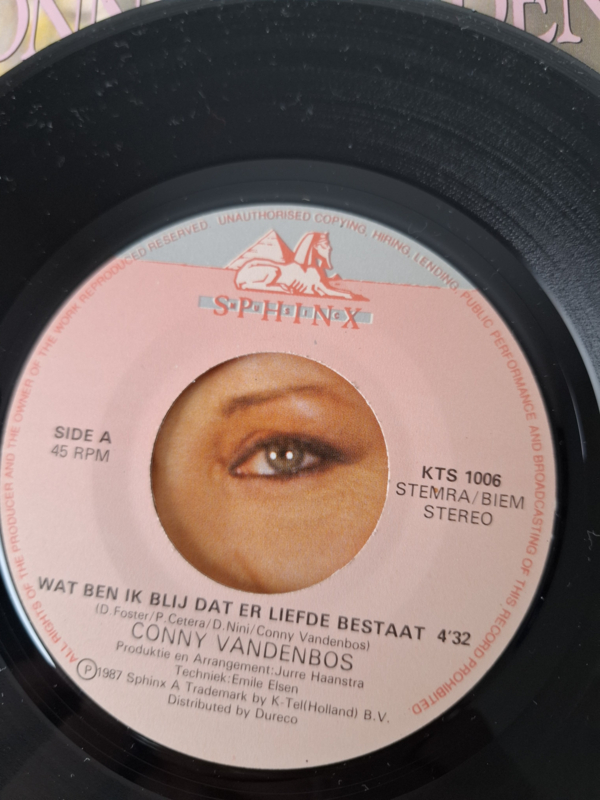 ALL RIGHTS OF THE PRODUCER AND THE OWNER OF THE WORK REPRODUCED RESERVED. UNAUTHORISED COPYING, HIRING, LENDING, PUBLIC PERFORMANCE AND BROADCASTING OF THIS RECORD PROHIBITED.
SPHINX
MUSIC
SIDE A
45 RPM
KTS 1006
STEMRA/BIEM
STEREO
WAT BEN IK BLIJ DAT ER LIEFDE BESTAAT 4'32
(D.Foster/P.Cetera/D.Nini/Conny Vandenbos)
CONNY VANDENBOS
Produktie en Arrangement:Jurre Haanstra
Techniek:Emile Elsen
Ⓟ1987 Sphinx A Trademark by K-Tel(Holland) B.V.
Distributed by Dureco